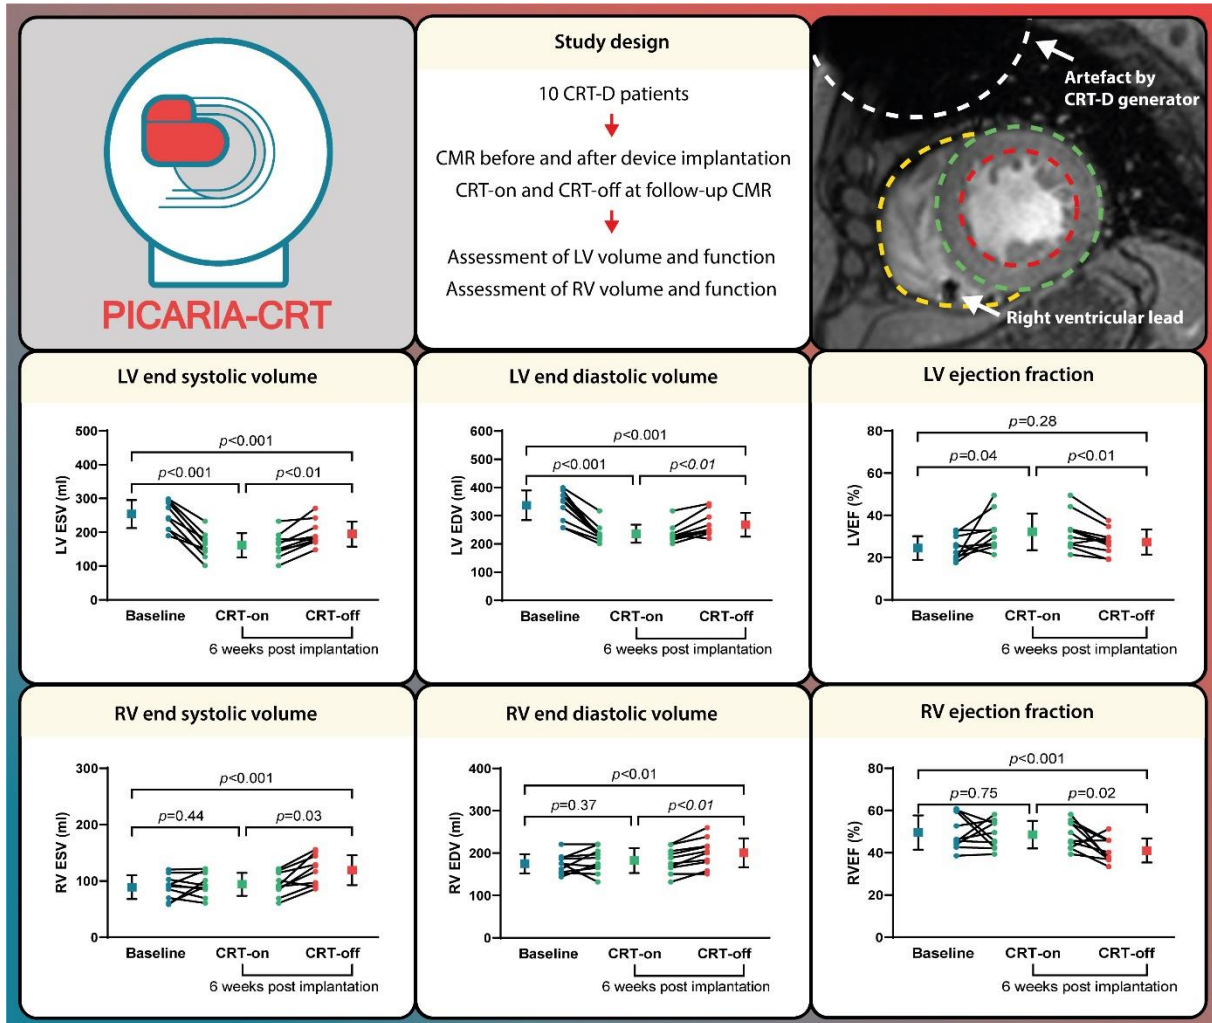 PICARIA-CRT
Study design
10 CRT-D patients
CMR before and after device implantation
CRT-on and CRT-off at follow-up CMR
Assessment of LV volume and function
Assessment of RV volume and function
Artefact by
CRT-D generator
Right ventricular lead
LV end systolic volume
LV ESV (ml)
500
400
300
200
100
0
p<0.001
p<0.001
p<0.01
Baseline
CRT-on
CRT-off
6 weeks post implantation
LV end diastolic volume
LV EDV (ml)
600
500
400
300
200
100
0
p<0.001
p<0.001
p<0.01
Baseline
CRT-on
CRT-off
6 weeks post implantation
LV ejection fraction
LVEF (%)
80
60
40
20
0
p=0.28
p=0.04
p<0.01
Baseline
CRT-on
CRT-off
6 weeks post implantation
RV end systolic volume
RV ESV (ml)
300
200
100
0
p<0.001
p=0.44
p=0.03
Baseline
CRT-on
CRT-off
6 weeks post implantation
RV end diastolic volume
RV EDV (ml)
400
300
200
100
0
p<0.01
p=0.37
p<0.01
Baseline
CRT-on
CRT-off
6 weeks post implantation
RV ejection fraction
RVEF (%)
80
60
40
20
0
p<0.001
p=0.75
p=0.02
Baseline
CRT-on
CRT-off
6 weeks post implantation